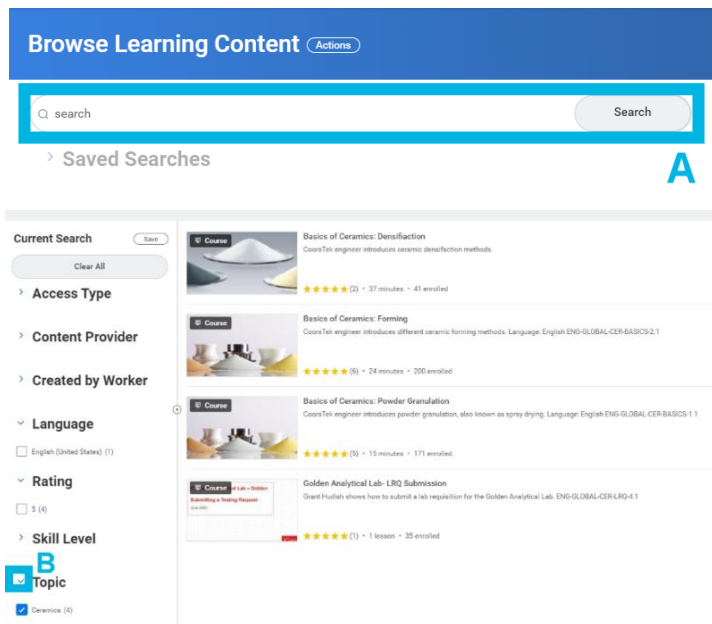 Browse Learning Content Actions
search Search
Saved Searches
A
Current Search Save
Clear All
Access Type
Content Provider
Created by Worker
Language
English (United States) (1)
Rating
5 (4)
Skill Level
B
Topic
Ceramics (4)
Course
Basics of Ceramics: Densifiaction
CoorsTek engineer introduces ceramic densifaction methods.
(2) • 37 minutes • 41 enrolled
Course
Basics of Ceramics: Forming
CoorsTek engineer introduces different ceramic forming methods. Language: English ENG-GLOBAL-CER-BASICS-2.1
(6) • 24 minutes • 200 enrolled
Course
Basics of Ceramics: Powder Granulation
CoorsTek engineer introduces powder granulation, also known as spray drying. Language: English ENG-GLOBAL-CER-BASICS-1.1
(5) • 15 minutes • 171 enrolled
Course
Lab – Golden
Submitting a Testing Request
Golden Analytical Lab- LRQ Submission
Grant Hudish shows how to submit a lab requisition for the Golden Analytical Lab. ENG-GLOBAL-CER-LRQ-4.1
(1) • 1 lesson • 35 enrolled